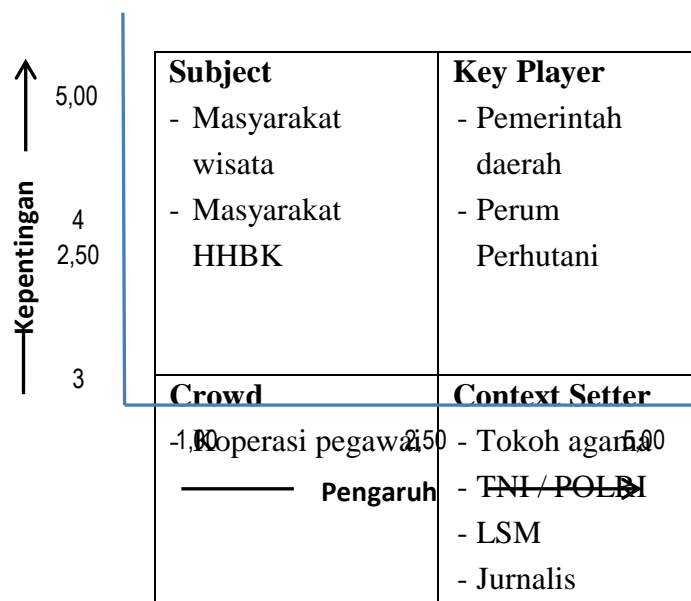 Kepentingan
5,00
4
2,50
3
Subject
- Masyarakat
wisata
- Masyarakat
HHBK
Key Player
- Pemerintah
daerah
- Perum
Perhutani
Crowd
- Koperasi pegawai
Context Setter
- Tokoh agama
- TNI / POLRI
- LSM
- Jurnalis
1,00
2,50
5,00
Pengaruh